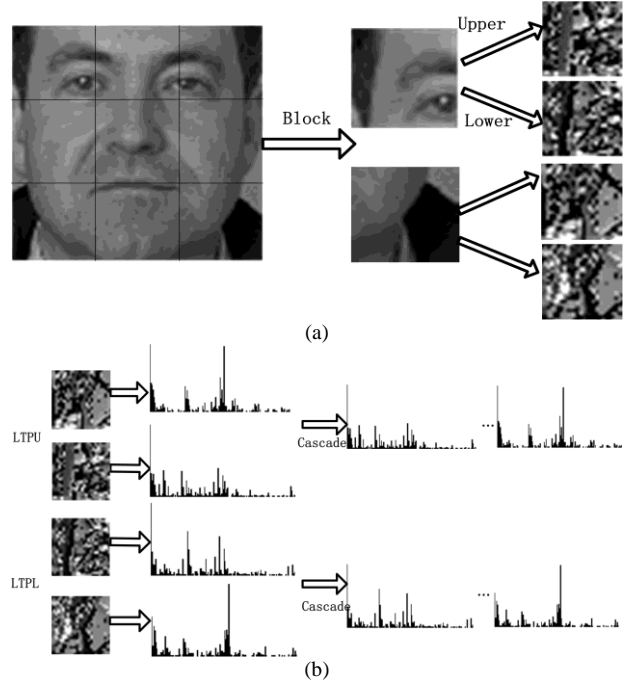 Upper
Block
Lower
(a)
LTPU
Cascade
...
LTPL
Cascade
...
(b)